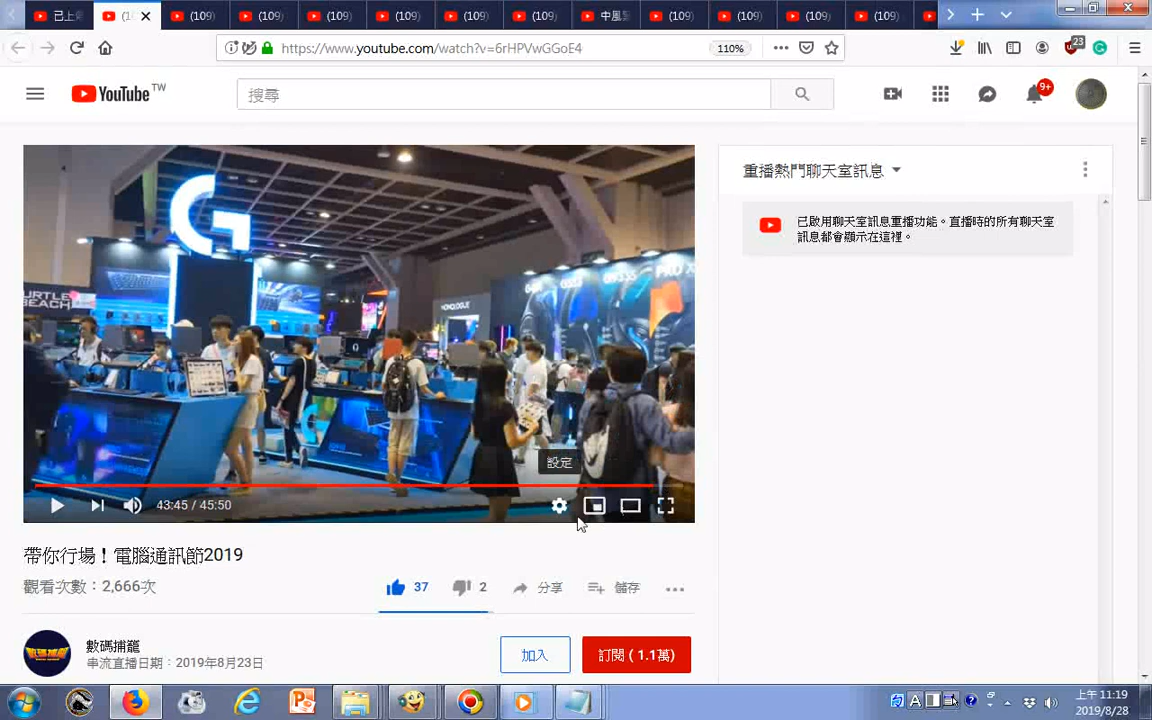 已上
(1
(109)
(109)
(109)
(109)
(109)
(109)
中風
(109)
(109)
(109)
(109)
https://www.youtube.com/watch?v=6rHPVwGGoE4
110%
23
YouTube TW
搜尋
9+
TURTLE BEACH
G
PRO X
設定
43:45 / 45:50
重播熱門聊天室訊息
已啟用聊天室訊息重播功能。直播時的所有聊天室
訊息都會顯示在這裡。
帶你行場！電腦通訊節2019
觀看次數：2,666次
37
2
分享
儲存
數碼捕籠
串流直播日期：2019年8月23日
加入
訂閱 ( 1.1萬)
A
上午 11:19
2019/8/28